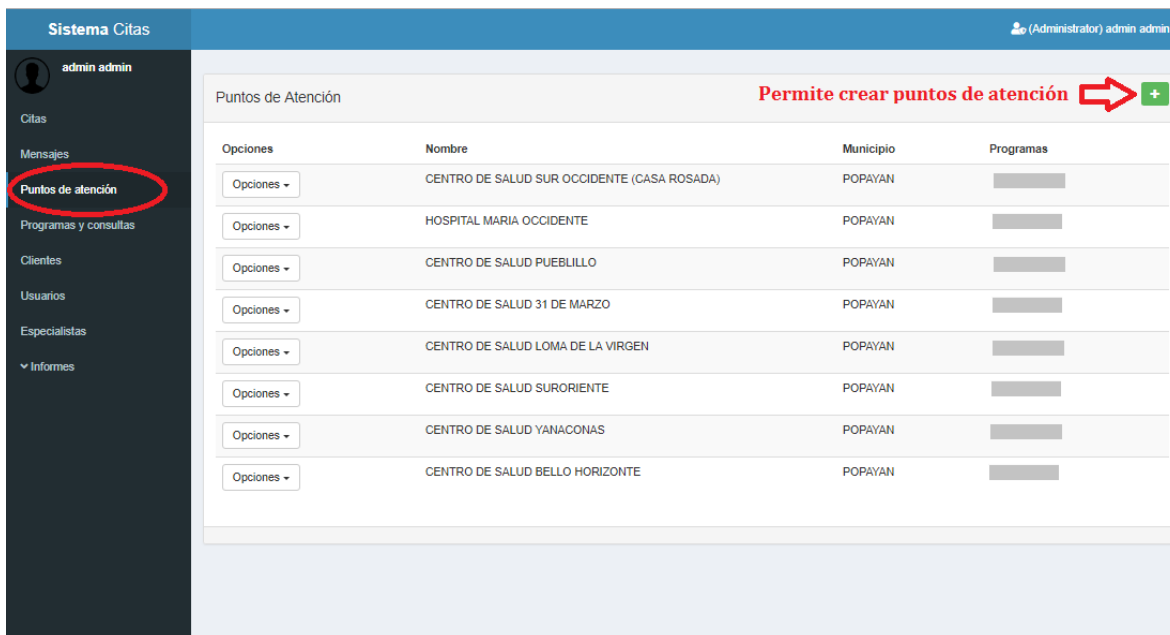 Sistema Citas
(Administrator) admin admin
admin admin
Citas
Mensajes
Puntos de atención
Programas y consultas
Clientes
Usuarios
Especialistas
Informes
Puntos de Atención
Permite crear puntos de atención
+
Opciones Nombre Municipio Programas
Opciones CENTRO DE SALUD SUR OCCIDENTE (CASA ROSADA) POPAYAN
Opciones HOSPITAL MARIA OCCIDENTE POPAYAN
Opciones CENTRO DE SALUD PUEBLILLO POPAYAN
Opciones CENTRO DE SALUD 31 DE MARZO POPAYAN
Opciones CENTRO DE SALUD LOMA DE LA VIRGEN POPAYAN
Opciones CENTRO DE SALUD SURORIENTE POPAYAN
Opciones CENTRO DE SALUD YANACONAS POPAYAN
Opciones CENTRO DE SALUD BELLO HORIZONTE POPAYAN